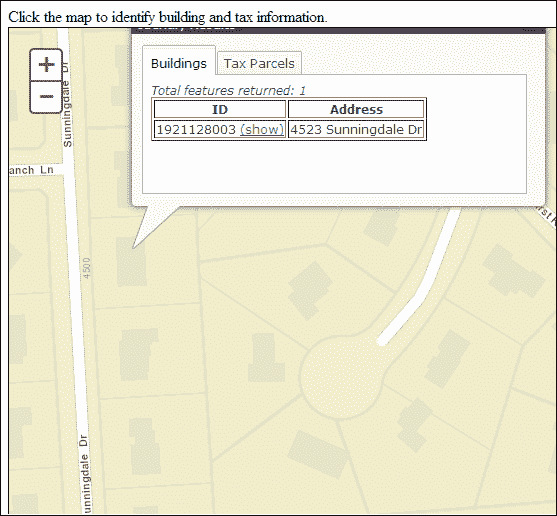 Click the map to identify building and tax information.
+
−
Buildings
Tax Parcels
Total features returned: 1
ID
Address
1921128003 (show)
4523 Sunningdale Dr
Sunningdale Dr
anch Ln
4500
unningdale Dr